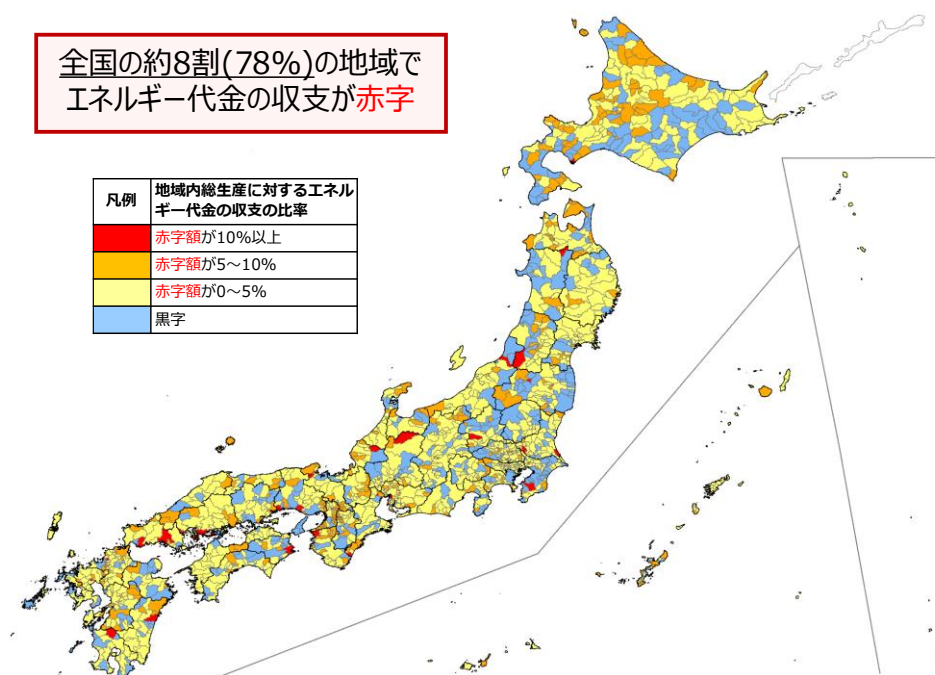 全国の約8割(78%)の地域で
エネルギー代金の収支が赤字
凡例
地域内総生産に対するエネル
ギー代金の収支の比率
赤字額が10%以上
赤字額が5～10%
赤字額が0～5%
黒字